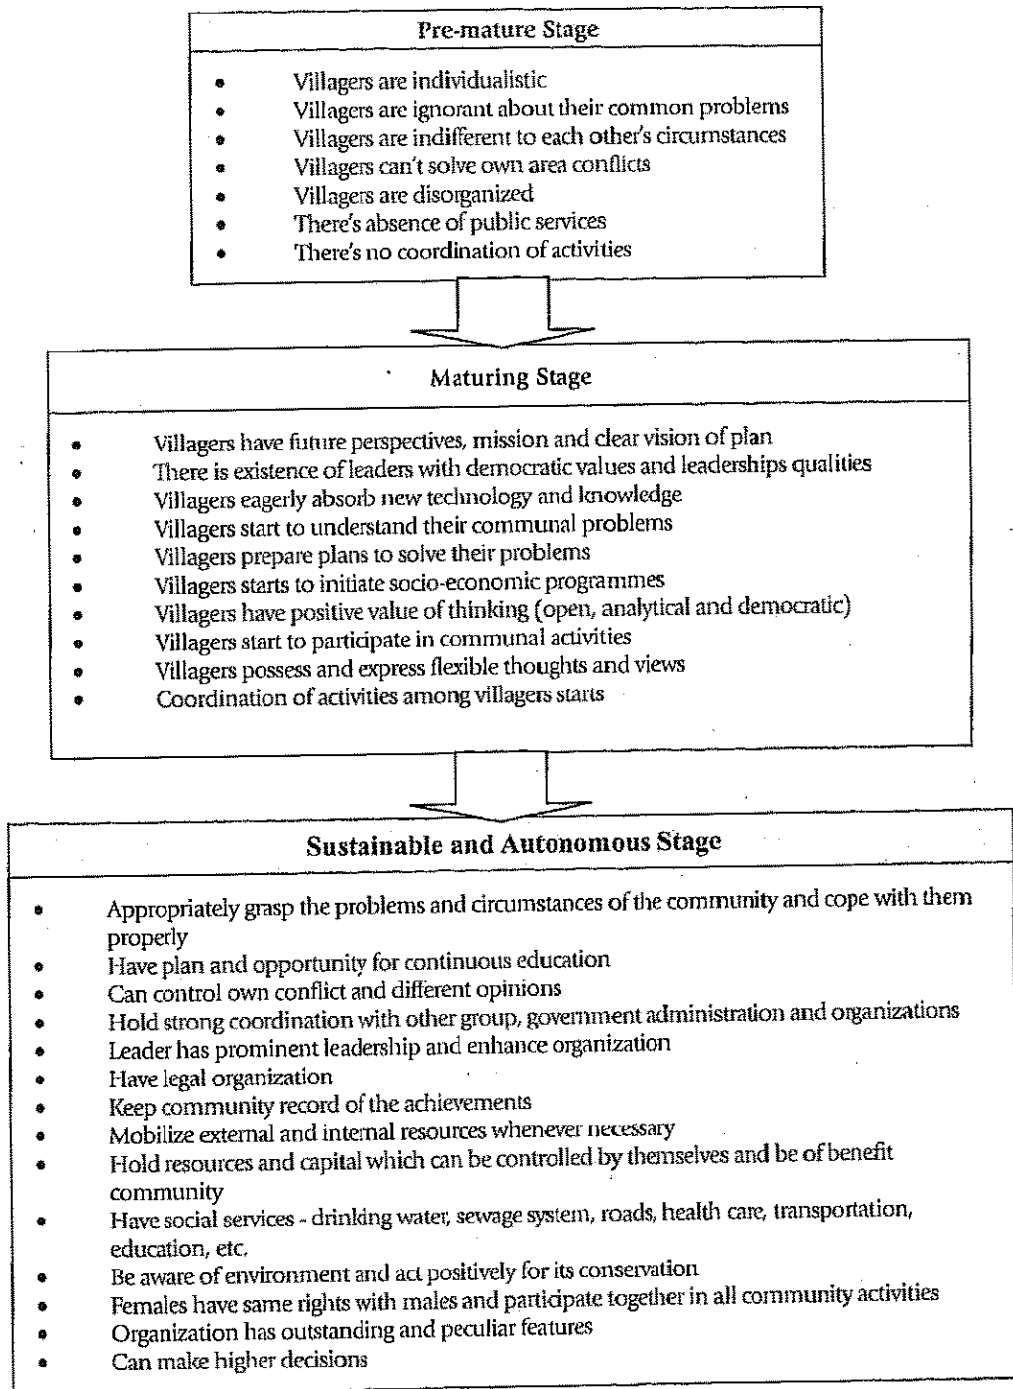 Pre-mature Stage
• Villagers are individualistic
• Villagers are ignorant about their common problems
• Villagers are indifferent to each other's circumstances
• Villagers can't solve own area conflicts
• Villagers are disorganized
• There's absence of public services
• There's no coordination of activities
Maturing Stage
• Villagers have future perspectives, mission and clear vision of plan
• There is existence of leaders with democratic values and leaderships qualities
• Villagers eagerly absorb new technology and knowledge
• Villagers start to understand their communal problems
• Villagers prepare plans to solve their problems
• Villagers starts to initiate socio-economic programmes
• Villagers have positive value of thinking (open, analytical and democratic)
• Villagers start to participate in communal activities
• Villagers possess and express flexible thoughts and views
• Coordination of activities among villagers starts
Sustainable and Autonomous Stage
• Appropriately grasp the problems and circumstances of the community and cope with them
properly
• Have plan and opportunity for continuous education
• Can control own conflict and different opinions
• Hold strong coordination with other group, government administration and organizations
• Leader has prominent leadership and enhance organization
• Have legal organization
• Keep community record of the achievements
• Mobilize external and internal resources whenever necessary
• Hold resources and capital which can be controlled by themselves and be of benefit
community
• Have social services - drinking water, sewage system, roads, health care, transportation,
education, etc.
• Be aware of environment and act positively for its conservation
• Females have same rights with males and participate together in all community activities
• Organization has outstanding and peculiar features
• Can make higher decisions